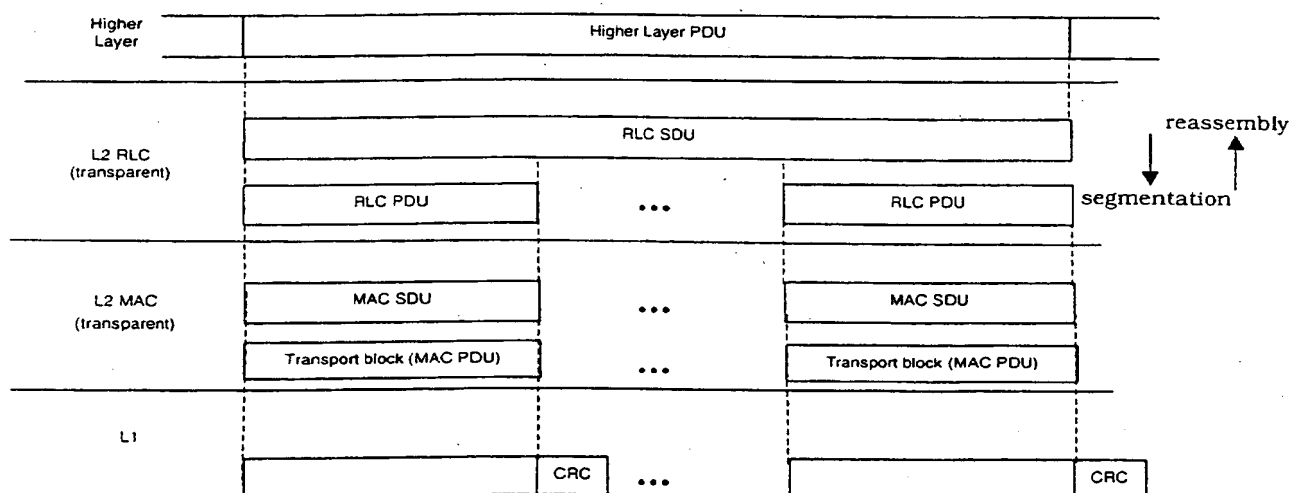 Higher
Layer
Higher Layer PDU
RLC SDU
reassembly
L2 RLC
(transparent)
RLC PDU
•••
RLC PDU
segmentation
L2 MAC
(transparent)
MAC SDU
•••
MAC SDU
Transport block (MAC PDU)
•••
Transport block (MAC PDU)
L1
CRC
•••
CRC